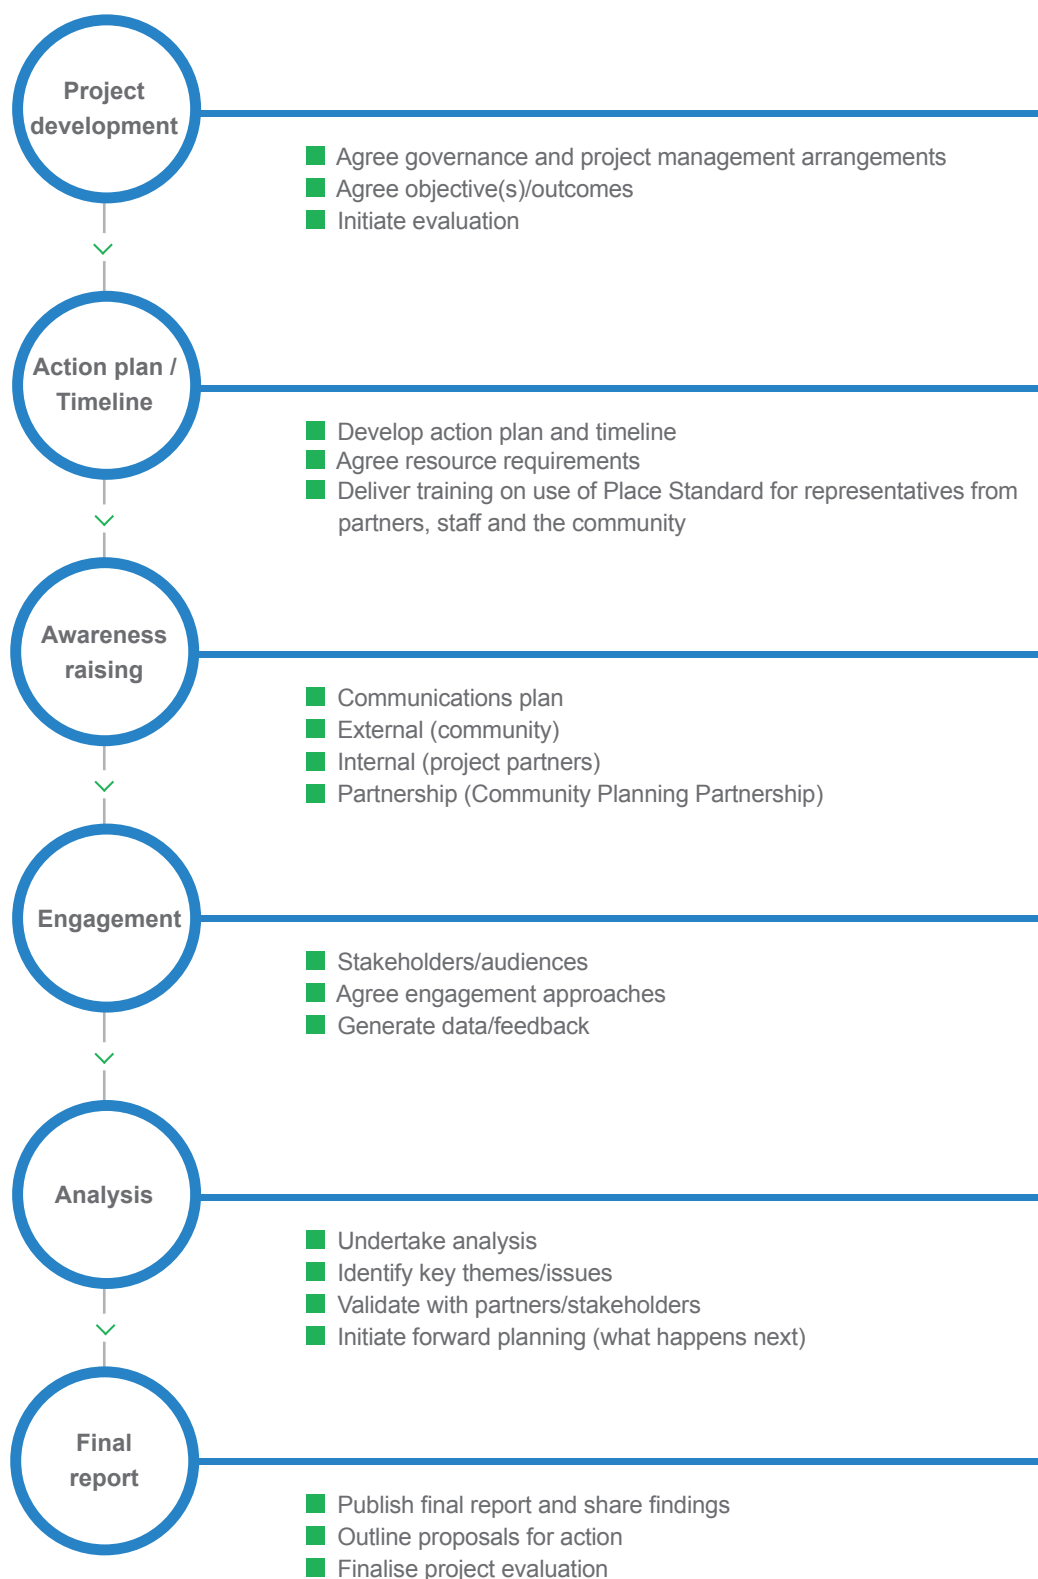 Project
development
Agree governance and project management arrangements
Agree objective(s)/outcomes
Initiate evaluation
Action plan /
Timeline
Develop action plan and timeline
Agree resource requirements
Deliver training on use of Place Standard for representatives from
partners, staff and the community
Awareness
raising
Communications plan
External (community)
Internal (project partners)
Partnership (Community Planning Partnership)
Engagement
Stakeholders/audiences
Agree engagement approaches
Generate data/feedback
Analysis
Undertake analysis
Identify key themes/issues
Validate with partners/stakeholders
Initiate forward planning (what happens next)
Final
report
Publish final report and share findings
Outline proposals for action
Finalise project evaluation